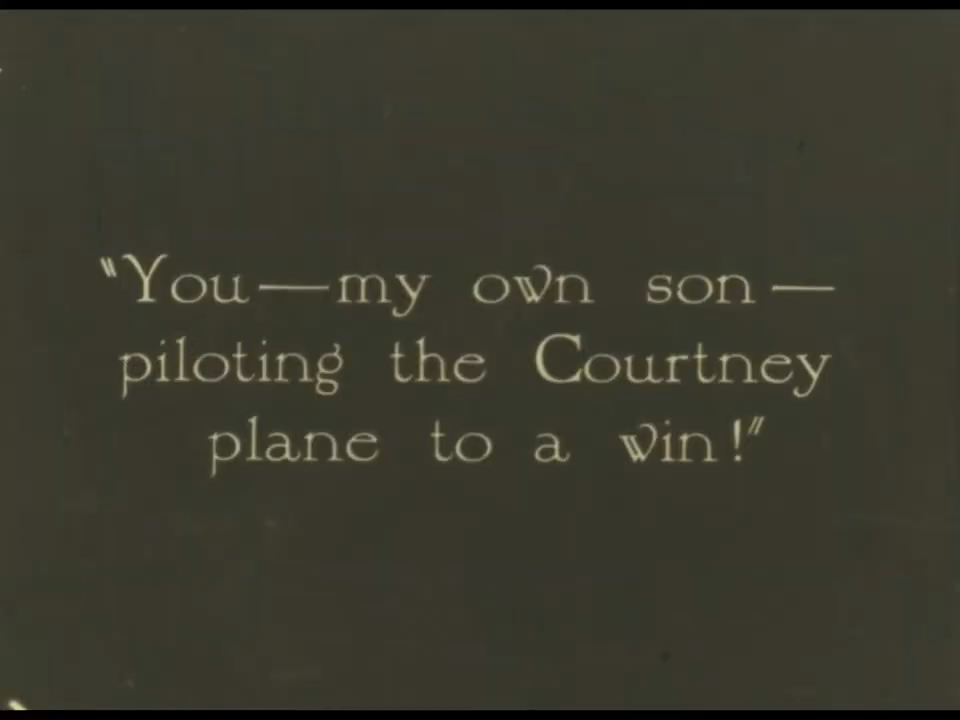 "You—my own son—
piloting the Courtney
plane to a win!"